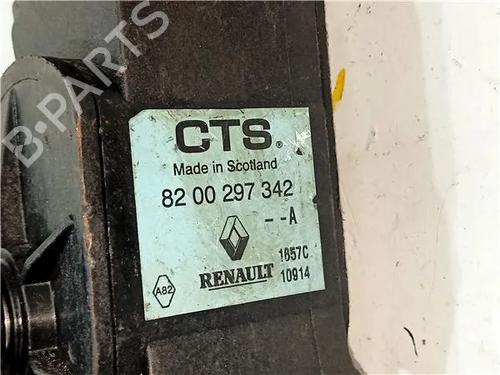 CTS®
Made in Scotland
82 00 297 342
--A
RENAULT
1657C
10914
A82
B-PARTS